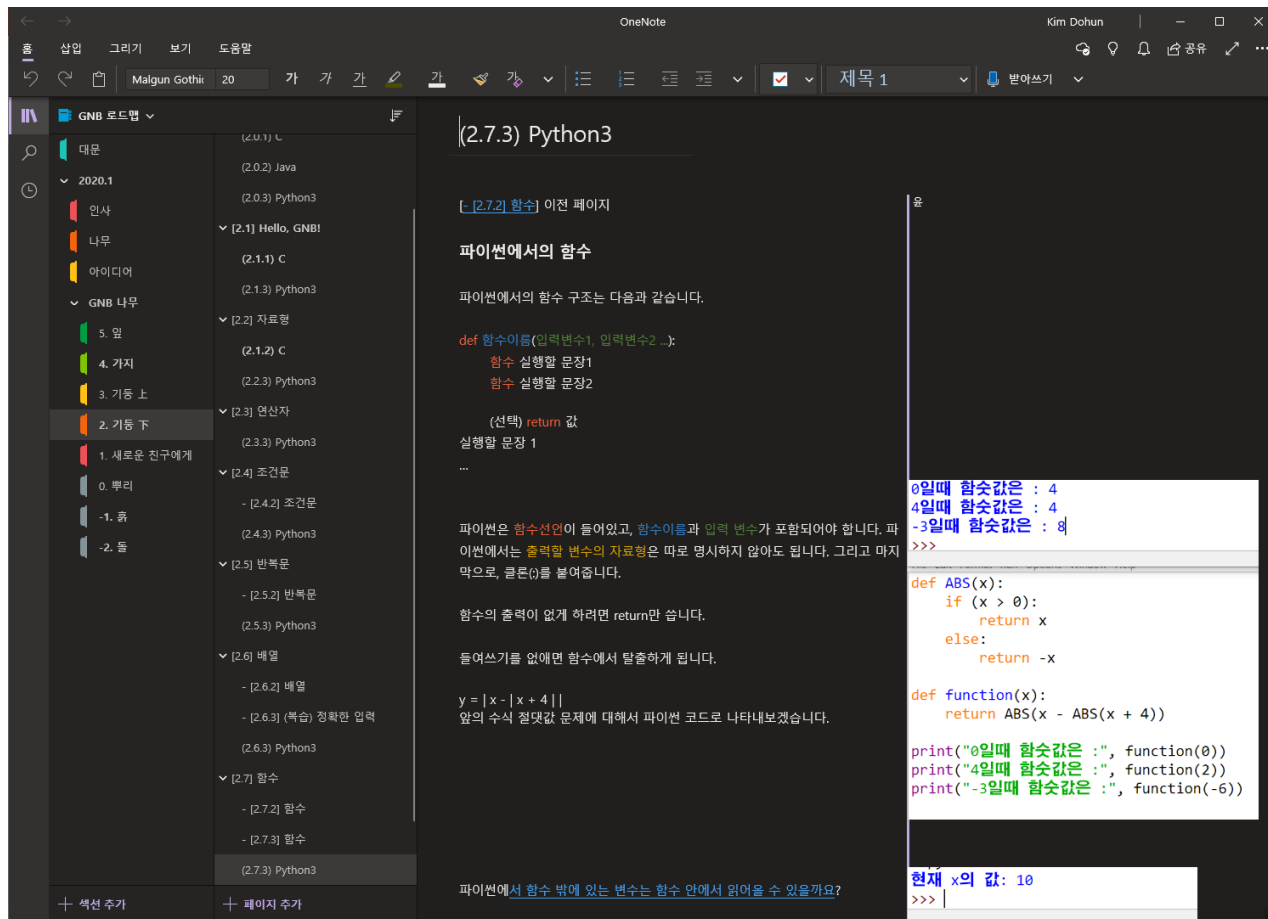 OneNote
Kim Dohun
홈 삽입 그리기 보기 도움말
공유
Malgun Gothic 20 가 가 가 가 가 제목 1 받아쓰기
GNB 로드맵
대문
2020.1
인사
나무
아이디어
GNB 나무
5. 잎
4. 가지
3. 기둥 上
2. 기둥 下
1. 새로운 친구에게
0. 뿌리
-1. 흙
-2. 돌
섹션 추가
(2.0.1) C
(2.0.2) Java
(2.0.3) Python3
[2.1] Hello, GNB!
(2.1.1) C
(2.1.3) Python3
[2.2] 자료형
(2.1.2) C
(2.2.3) Python3
[2.3] 연산자
(2.3.3) Python3
[2.4] 조건문
- [2.4.2] 조건문
(2.4.3) Python3
[2.5] 반복문
- [2.5.2] 반복문
(2.5.3) Python3
[2.6] 배열
- [2.6.2] 배열
- [2.6.3] (복습) 정확한 입력
(2.6.3) Python3
[2.7] 함수
- [2.7.2] 함수
- [2.7.3] 함수
(2.7.3) Python3
페이지 추가
(2.7.3) Python3
[- [2.7.2] 함수] 이전 페이지
파이썬에서의 함수
파이썬에서의 함수 구조는 다음과 같습니다.
def 함수이름(입력변수1, 입력변수2 ...):
함수 실행할 문장1
함수 실행할 문장2
(선택) return 값
실행할 문장 1
...
파이썬은 함수선언이 들어있고, 함수이름과 입력 변수가 포함되어야 합니다. 파
이썬에서는 출력할 변수의 자료형은 따로 명시하지 않아도 됩니다. 그리고 마지
막으로, 클론(:)를 붙여줍니다.
함수의 출력이 없게 하려면 return만 씁니다.
들여쓰기를 없애면 함수에서 탈출하게 됩니다.
y = | x - | x + 4 | |
앞의 수식 절댓값 문제에 대해서 파이썬 코드로 나타내보겠습니다.
파이썬에서 함수 밖에 있는 변수는 함수 안에서 읽어올 수 있을까요?
윤
0일때 함숫값은 : 4
4일때 함숫값은 : 4
-3일때 함숫값은 : 8
>>>
def ABS(x):
if (x > 0):
return x
else:
return -x
def function(x):
return ABS(x - ABS(x + 4))
print("0일때 함숫값은 :", function(0))
print("4일때 함숫값은 :", function(2))
print("-3일때 함숫값은 :", function(-6))
현재 x의 값: 10
>>>